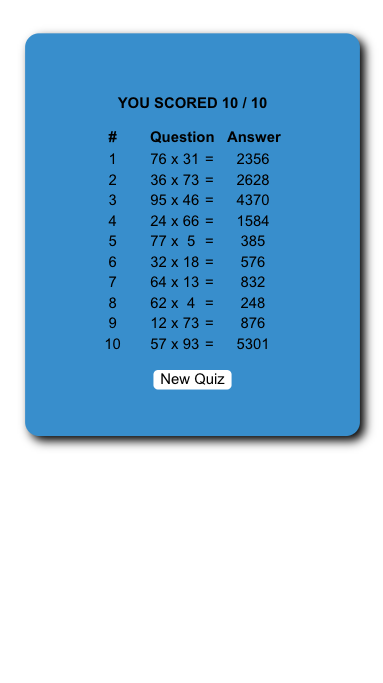 YOU SCORED 10 / 10
# Question Answer
1 76 x 31 = 2356
2 36 x 73 = 2628
3 95 x 46 = 4370
4 24 x 66 = 1584
5 77 x 5 = 385
6 32 x 18 = 576
7 64 x 13 = 832
8 62 x 4 = 248
9 12 x 73 = 876
10 57 x 93 = 5301
New Quiz